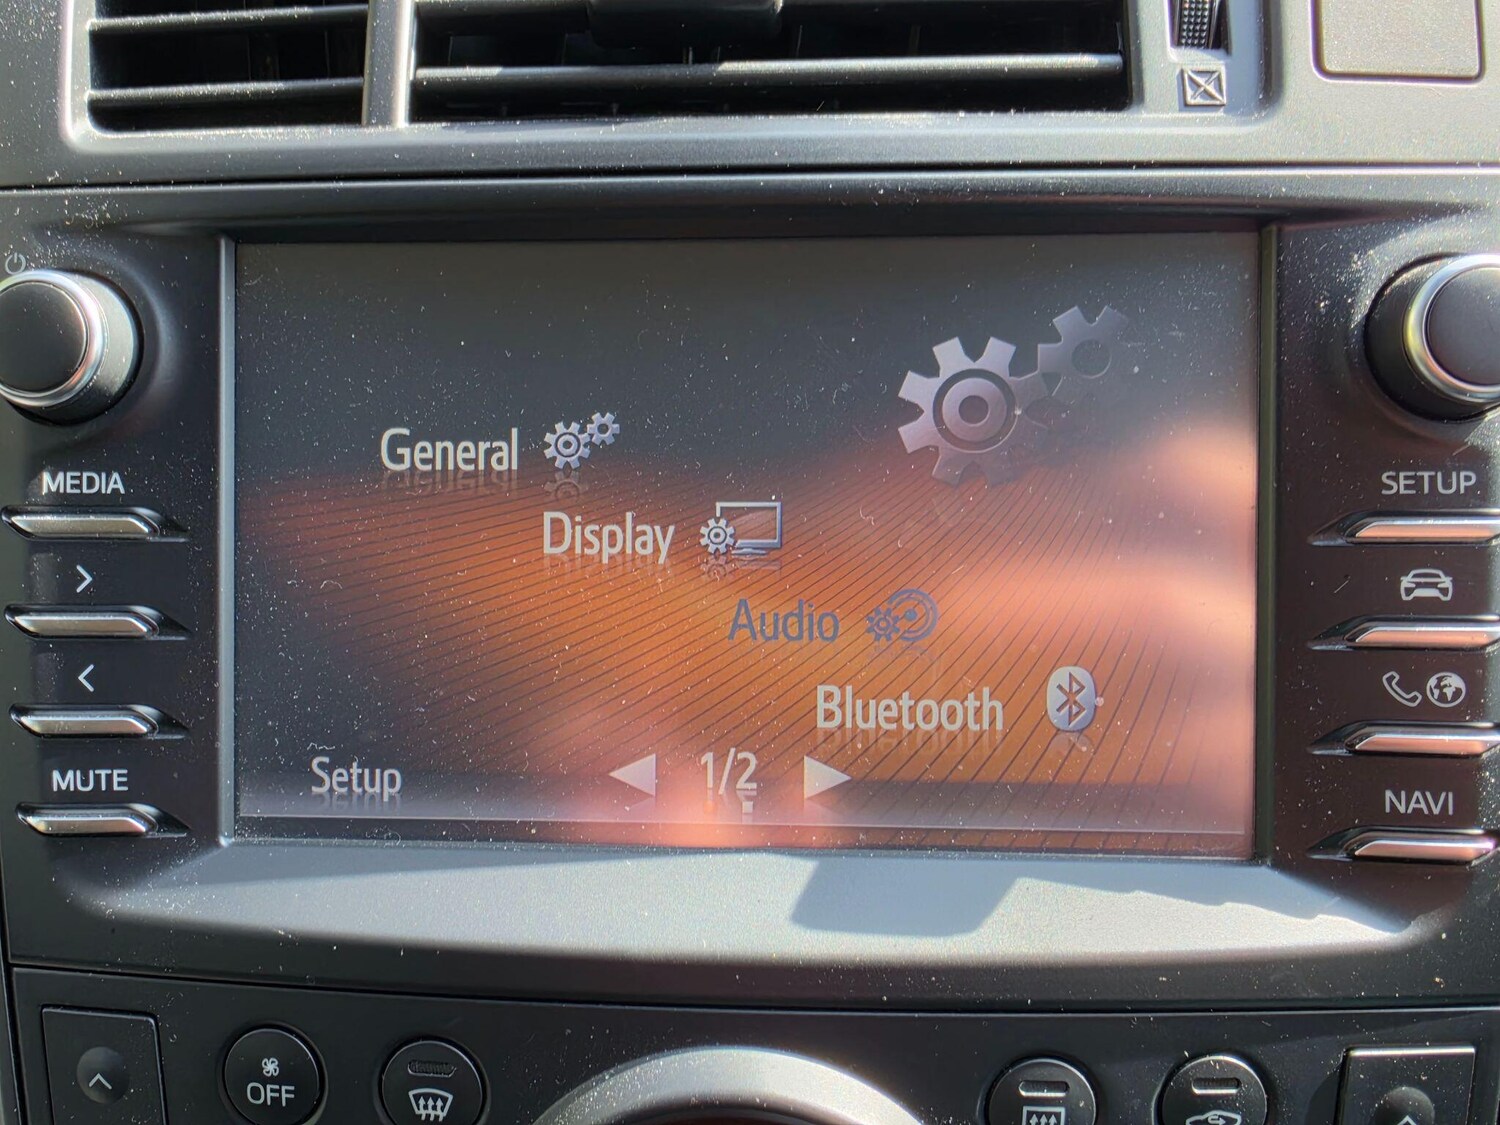 MEDIA
>
<
MUTE
General
Display
Audio
Bluetooth
Setup
1/2
SETUP
NAVI
OFF